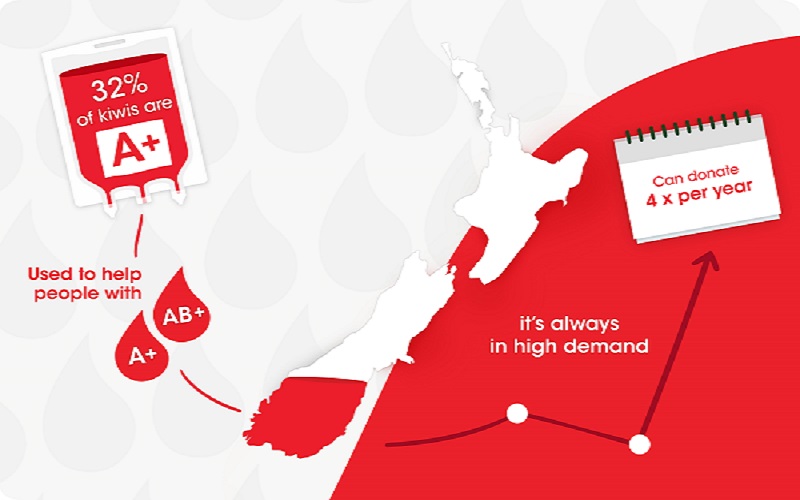 32%
of kiwis are
A+
Used to help
people with
AB+
A+
Can donate
4 x per year
it's always
in high demand